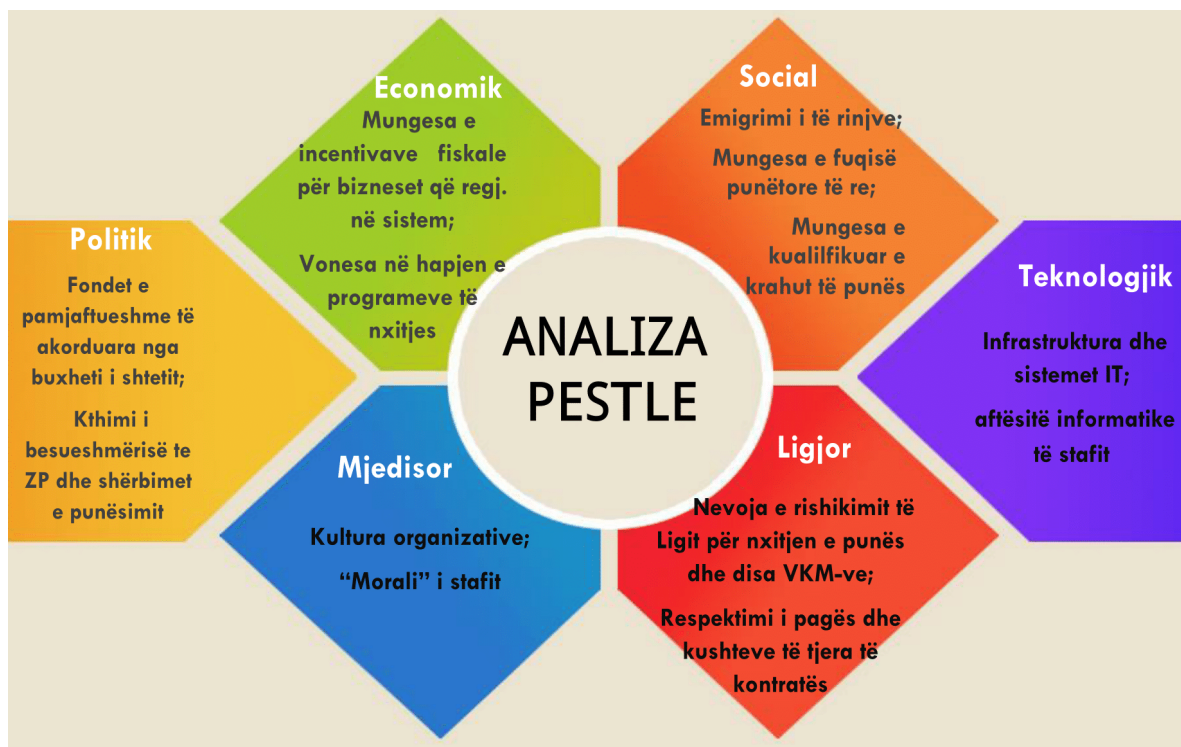 Economik
Mungesa e
incentivave fiskale
për bizneset që regj.
në sistem;
Vonesa në hapjen e
programeve të
nxitjes
Social
Emigrimi i të rinjve;
Mungesa e fuqisë
punëtore të re;
Mungesa e
kualilfikuar e
krahut të punës
Politik
Fondet e
pamjaftueshme të
akorduara nga
buxheti i shtetit;
Kthimi i
besueshmërisë te
ZP dhe shërbimet
e punësimit
ANALIZA
PESTLE
Teknologjik
Infrastruktura dhe
sistemet IT;
aftësitë informatike
të stafit
Mjedisor
Kultura organizative;
“Morali” i stafit
Ligjor
Nevoja e rishikimit të
Ligit për nxitjen e punës
dhe disa VKM-ve;
Respektimi i pagës dhe
kushteve të tjera të
kontratës